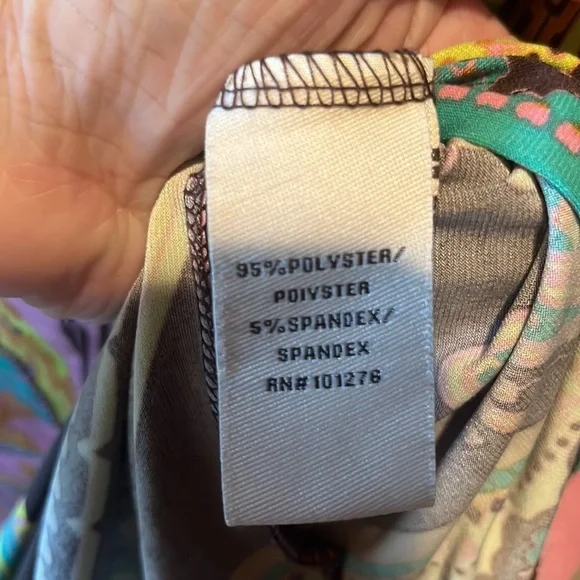 95%POLYSTER/
POIYSTER
5%SPANDEX/
SPANDEX
RN#101276